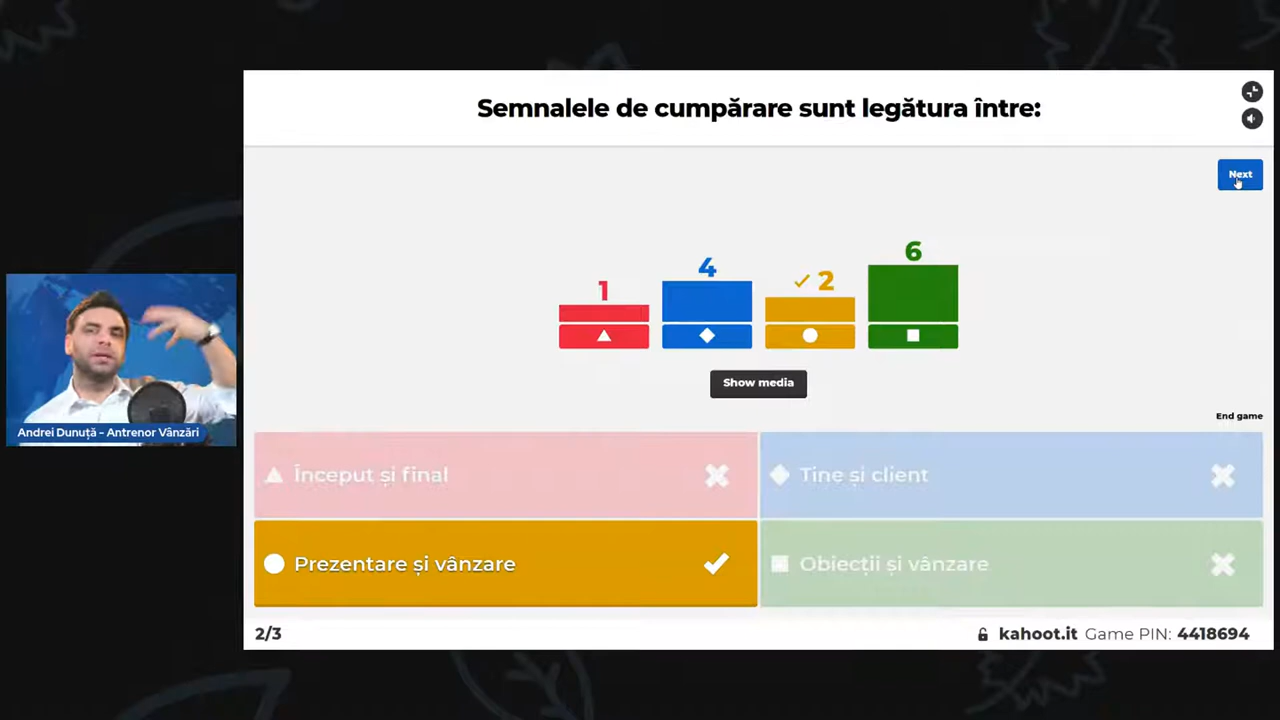 Semnalele de cumpărare sunt legătura între:
Next
1
4
2
6
Show media
End game
Andrei Dunuță - Antrenor Vânzări
Început și final
Tine și client
Prezentare și vânzare
Obiecții și vânzare
2/3
kahoot.it Game PIN: 4418694